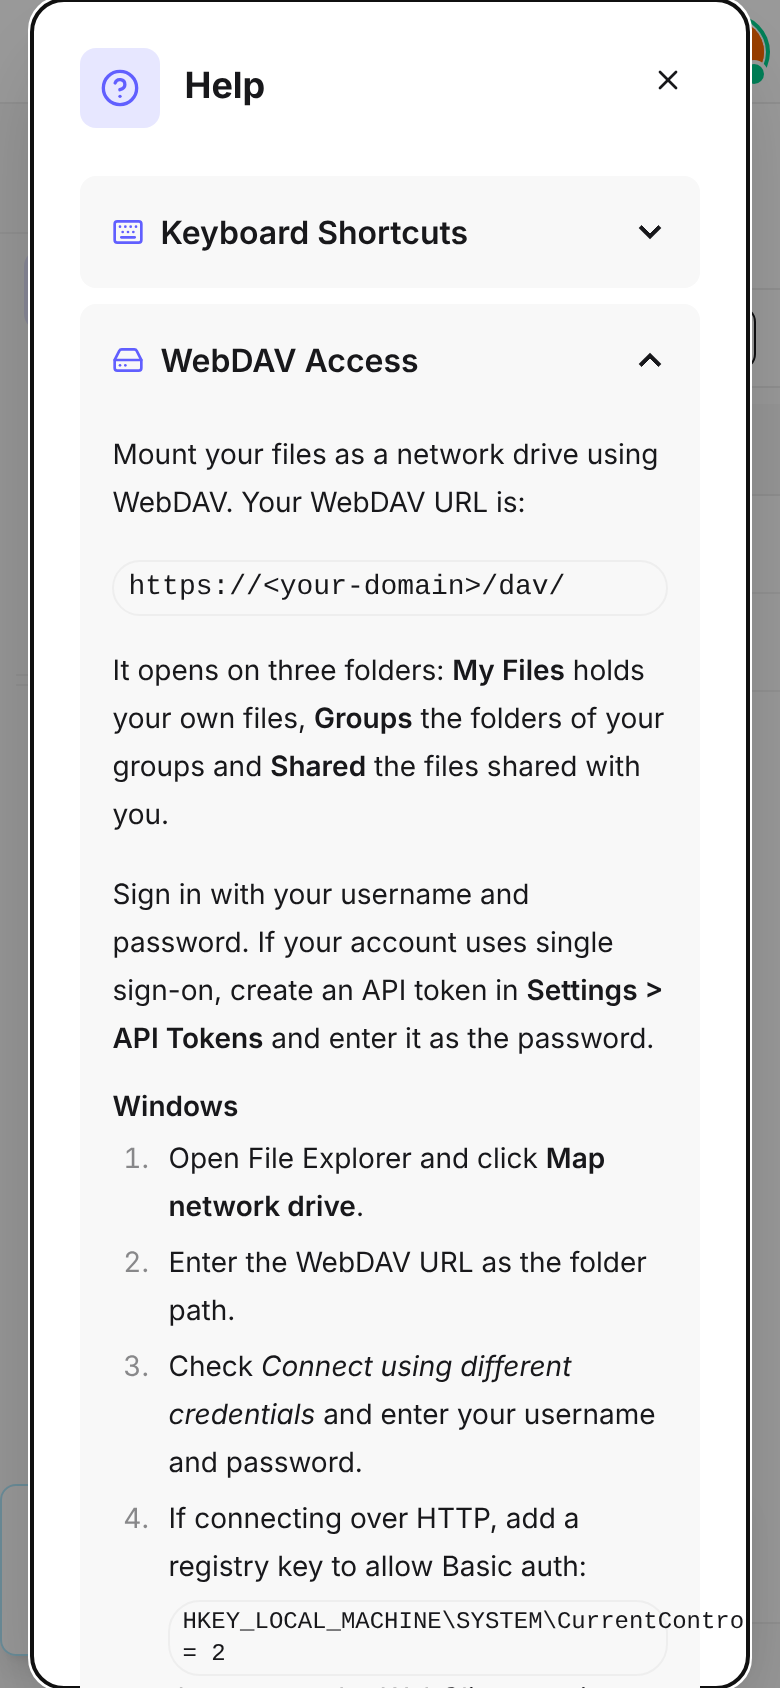 Help
Keyboard Shortcuts
WebDAV Access
Mount your files as a network drive using
WebDAV. Your WebDAV URL is:
https://<your-domain>/dav/
It opens on three folders: My Files holds
your own files, Groups the folders of your
groups and Shared the files shared with
you.
Sign in with your username and
password. If your account uses single
sign-on, create an API token in Settings >
API Tokens and enter it as the password.
Windows
1. Open File Explorer and click Map
network drive.
2. Enter the WebDAV URL as the folder
path.
3. Check Connect using different
credentials and enter your username
and password.
4. If connecting over HTTP, add a
registry key to allow Basic auth:
HKEY_LOCAL_MACHINE\SYSTEM\CurrentContro
= 2